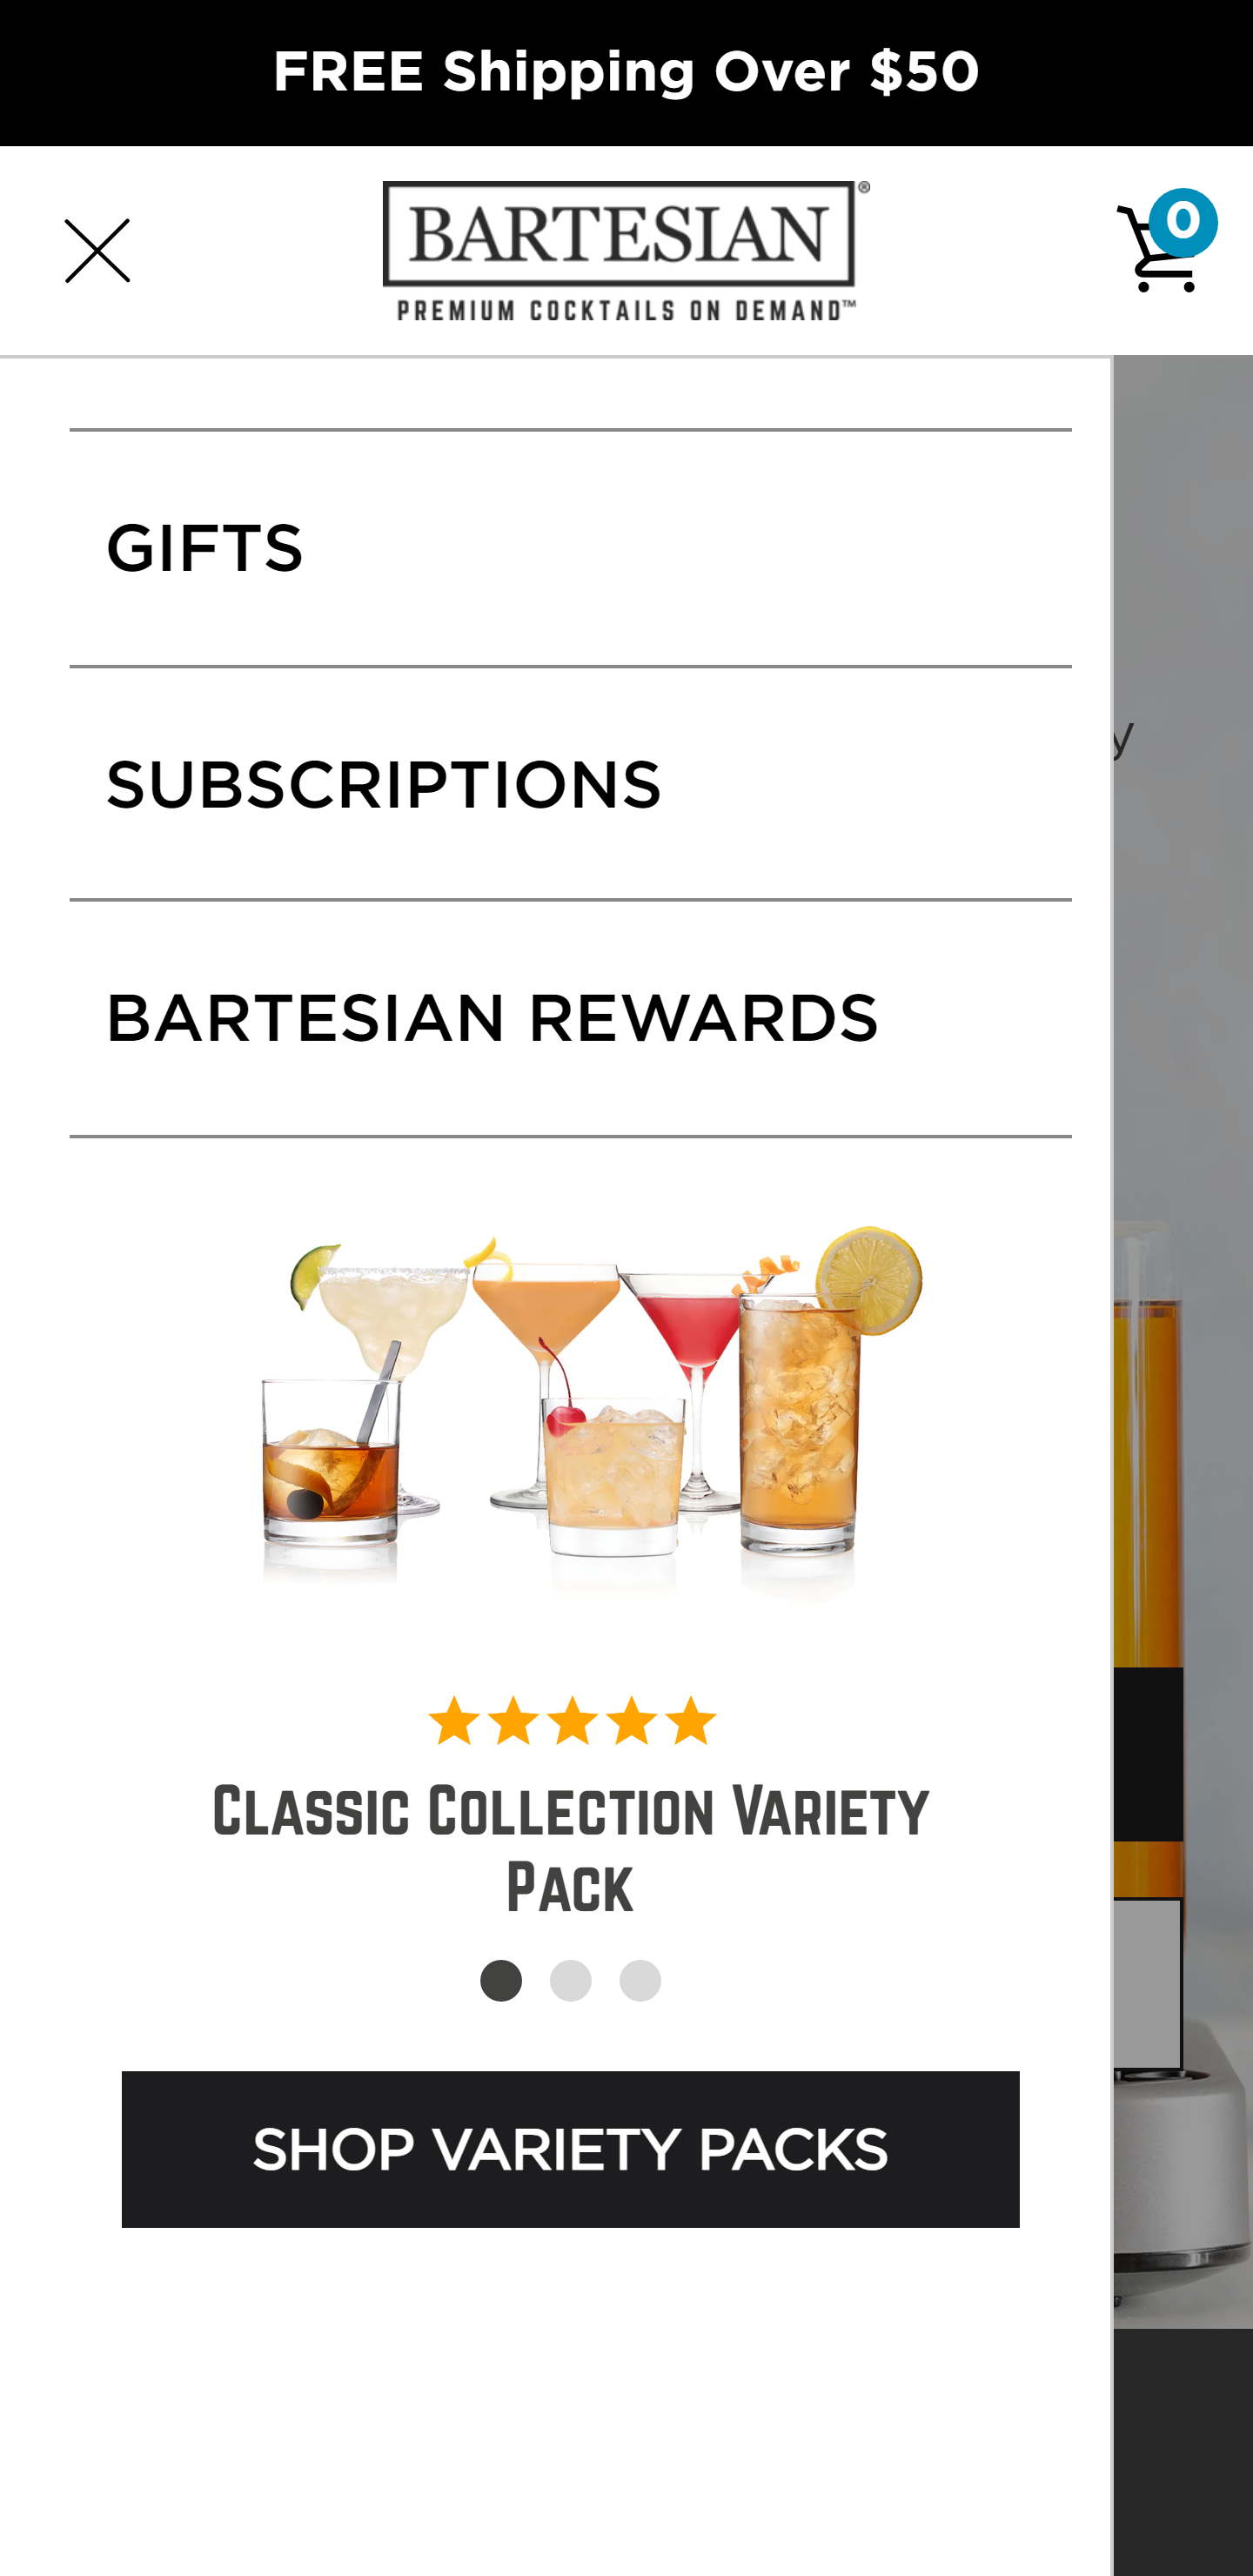 FREE Shipping Over $50
BARTESIAN®
PREMIUM COCKTAILS ON DEMAND™
0
GIFTS
y
SUBSCRIPTIONS
BARTESIAN REWARDS
CLASSIC COLLECTION VARIETY
PACK
SHOP VARIETY PACKS